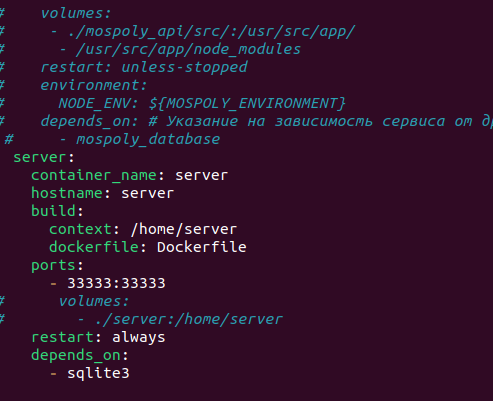 #    volumes:
#     - ./mospoly_api/src/:/usr/src/app/
#      - /usr/src/app/node_modules
#    restart: unless-stopped
#    environment:
#      NODE_ENV: ${MOSPOLY_ENVIRONMENT}
#    depends_on: # Указание на зависимость сервиса от
 #     - mospoly_database
  server:
    container_name: server
    hostname: server
    build:
      context: /home/server
      dockerfile: Dockerfile
    ports:
      - 33333:33333
#      volumes:
#        - ./server:/home/server
    restart: always
    depends_on:
      - sqlite3